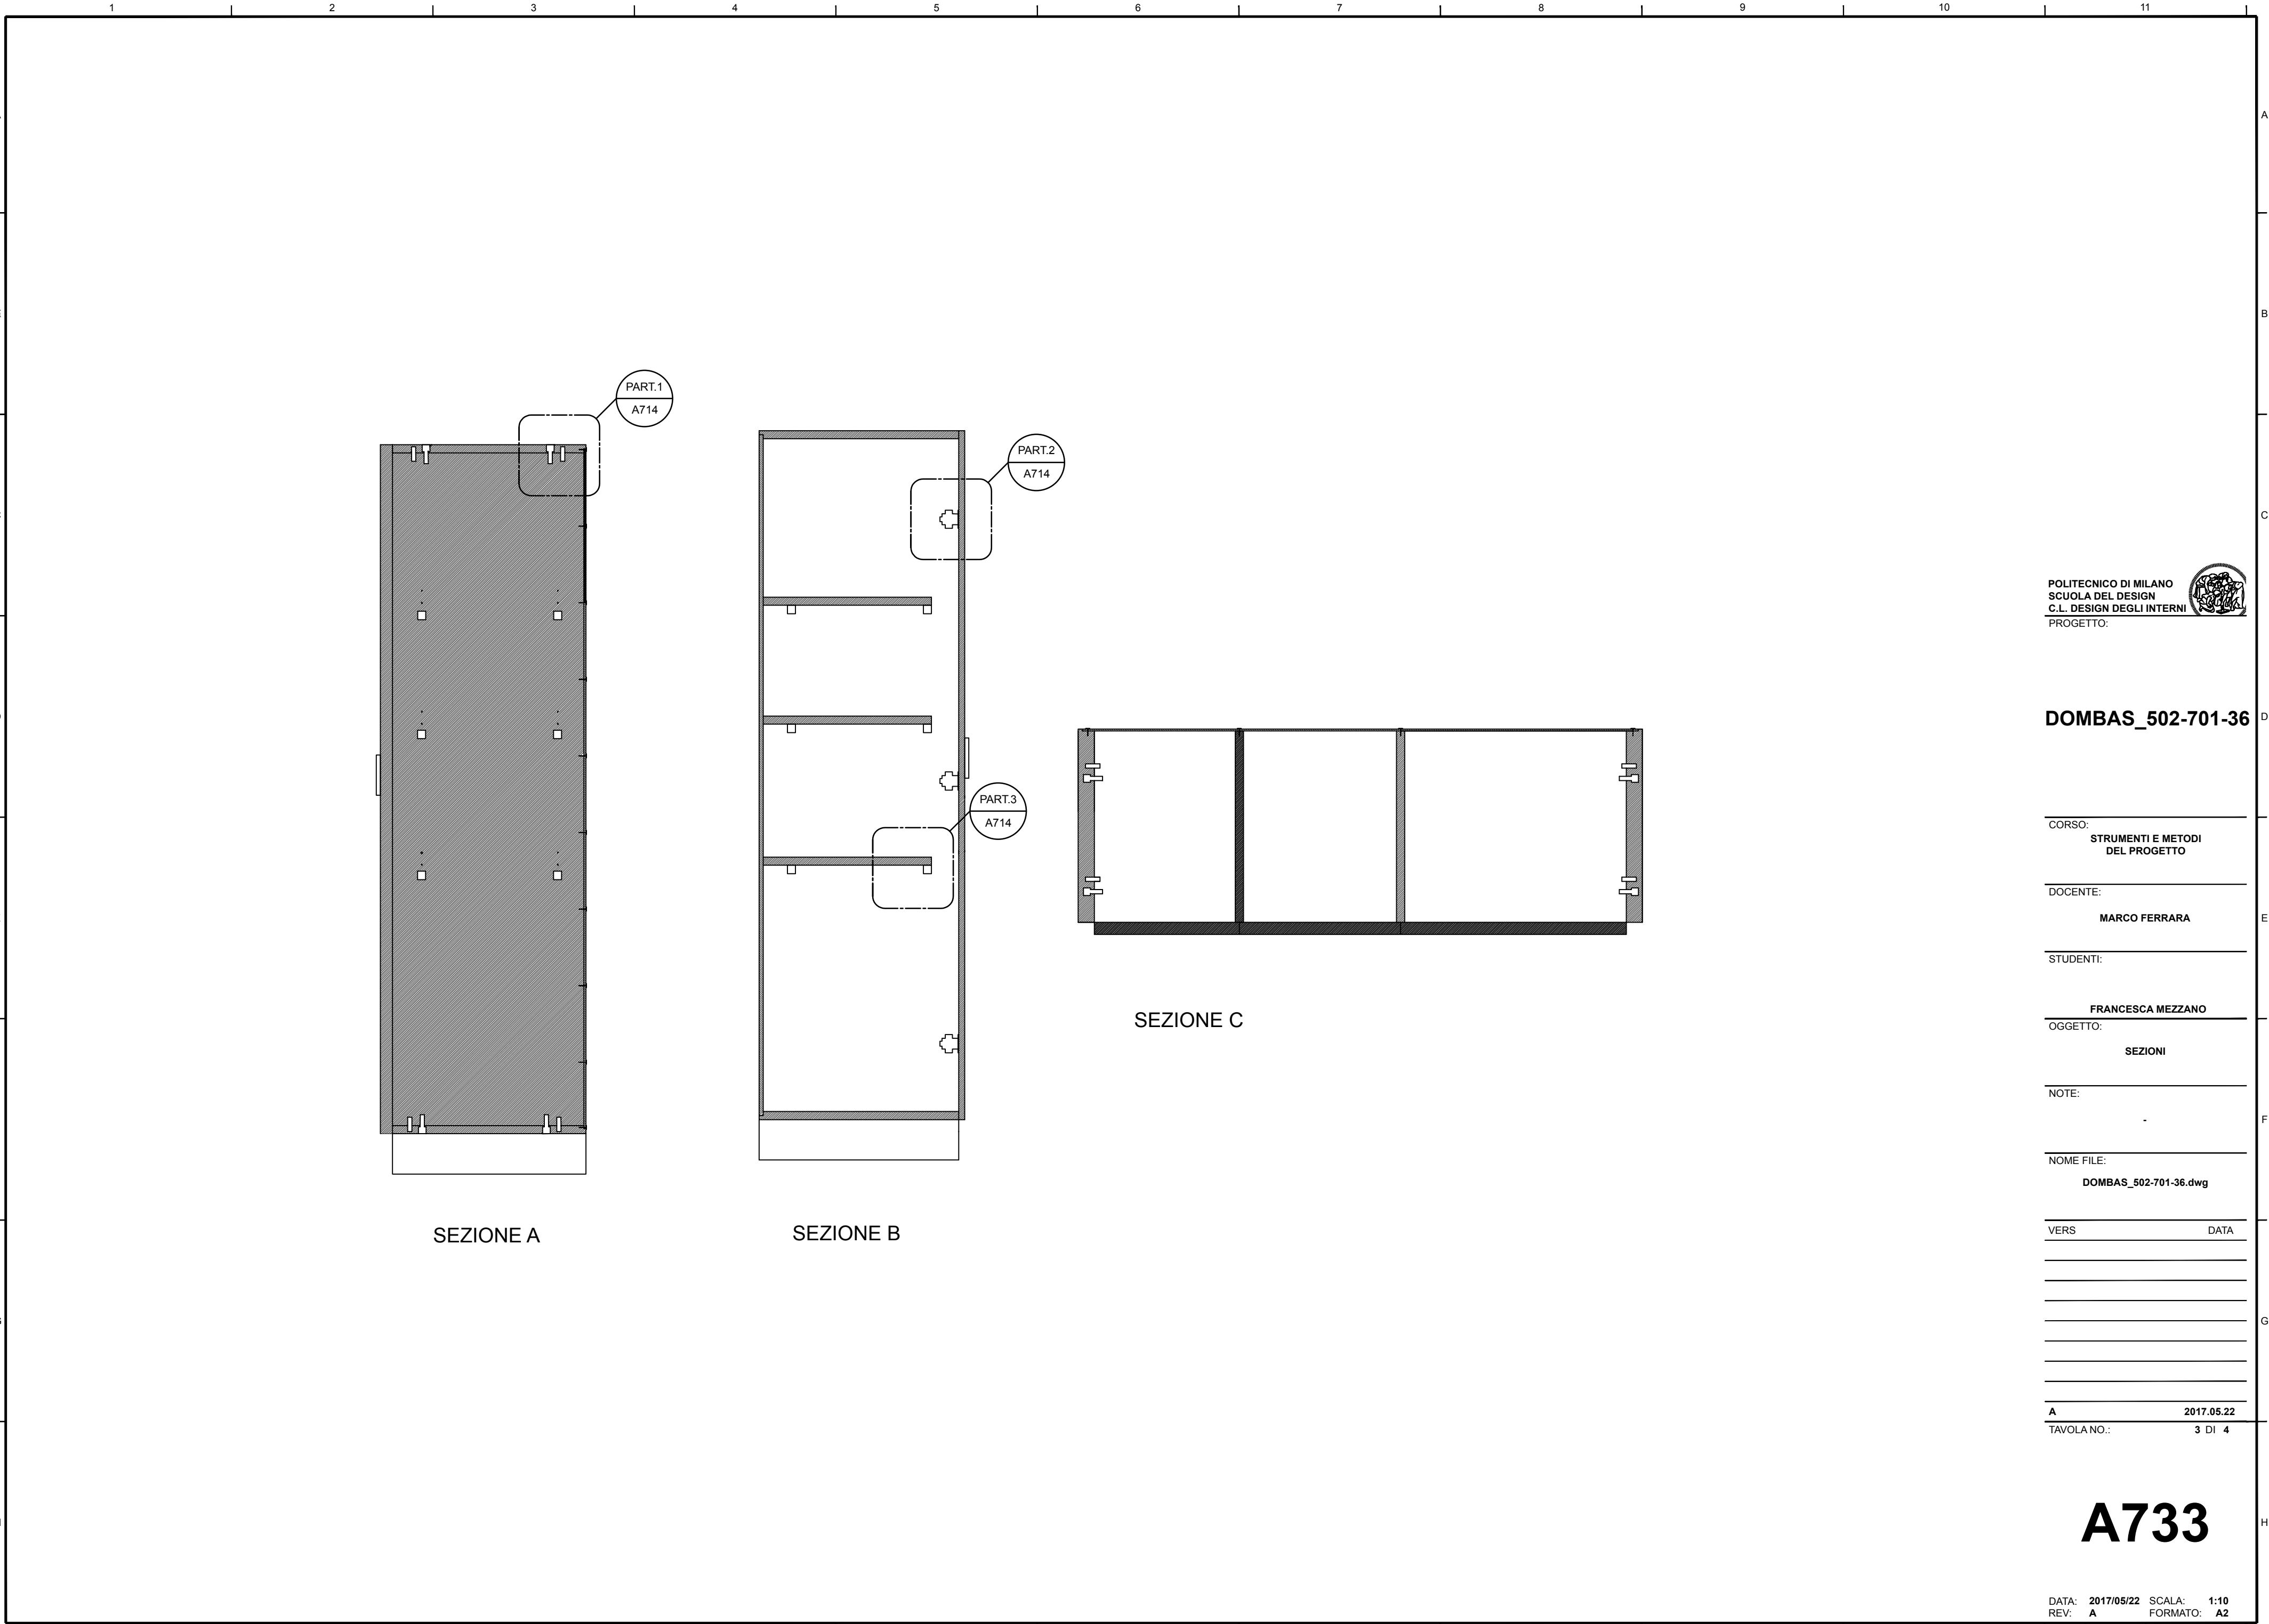 1 2 3 4 5 6 7 8 9 10 11
A
B
C
D
E
F
G
H
PART.1
A714
PART.2
A714
PART.3
A714
SEZIONE A
SEZIONE B
SEZIONE C
POLITECNICO DI MILANO
SCUOLA DEL DESIGN
C.L. DESIGN DEGLI INTERNI
PROGETTO:
DOMBAS_502-701-36
CORSO:
STRUMENTI E METODI
DEL PROGETTO
DOCENTE:
MARCO FERRARA
STUDENTI:
FRANCESCA MEZZANO
OGGETTO:
SEZIONI
NOTE:
-
NOME FILE:
DOMBAS_502-701-36.dwg
VERS DATA
A 2017.05.22
TAVOLA NO.: 3 DI 4
A733
DATA: 2017/05/22 SCALA: 1:10
REV: A FORMATO: A2